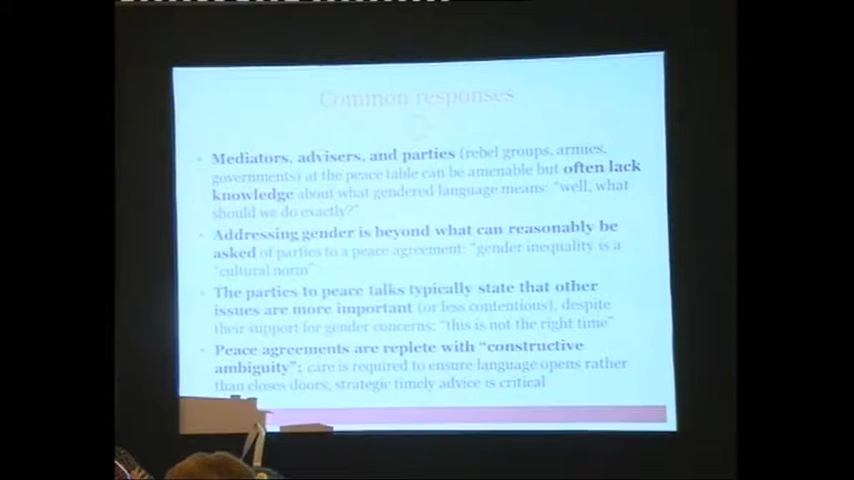 Common responses
• Mediators, advisers, and parties (rebel groups, armies,
governments) at the peace table can be amenable but often lack
knowledge about what gendered language means: "well, what
should we do exactly?"
• Addressing gender is beyond what can reasonably be
asked of parties to a peace agreement: "gender inequality is a
"cultural norm"
• The parties to peace talks typically state that other
issues are more important (or less contentious), despite
their support for gender concerns: "this is not the right time"
• Peace agreements are replete with "constructive
ambiguity": care is required to ensure language opens rather
than closes doors; strategic timely advice is critical